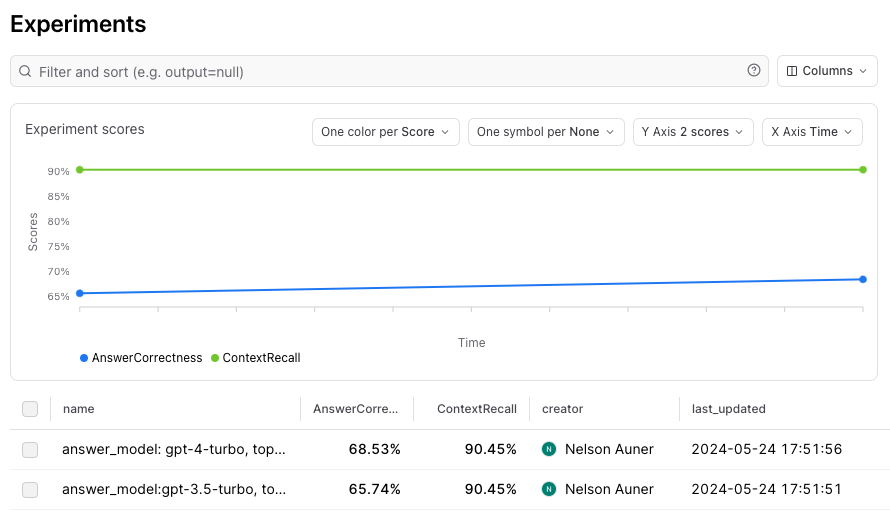 Experiments
Filter and sort (e.g. output=null)
Columns
Experiment scores
One color per Score
One symbol per None
Y Axis 2 scores
X Axis Time
90%
85%
80%
75%
70%
65%
Scores
Time
AnswerCorrectness ContextRecall
name AnswerCorre... ContextRecall creator last_updated
answer_model: gpt-4-turbo, top... 68.53% 90.45% N Nelson Auner 2024-05-24 17:51:56
answer_model:gpt-3.5-turbo, to... 65.74% 90.45% N Nelson Auner 2024-05-24 17:51:51